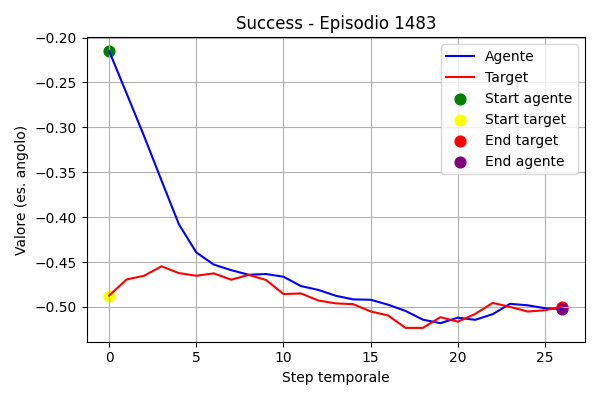 Success - Episodio 1483
Agente
Target
Start agente
Start target
End target
End agente
Valore (es. angolo)
−0.20
−0.25
−0.30
−0.35
−0.40
−0.45
−0.50
0 5 10 15 20 25
Step temporale